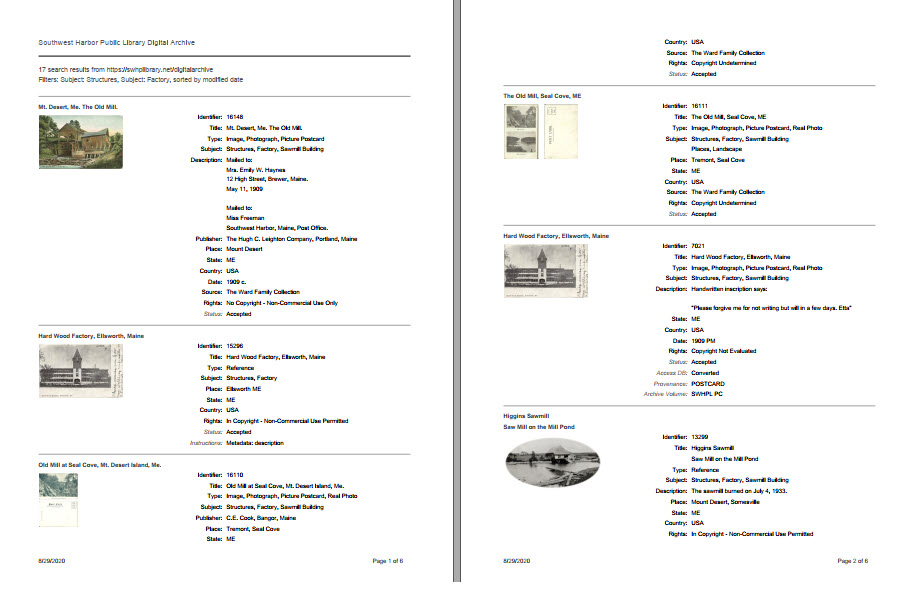 Southwest Harbor Public Library Digital Archive
17 search results from https://swhplibrary.net/digitalarchive
Filters: Subject: Structures, Subject: Factory, sorted by modified date
Mt. Desert, Me. The Old Mill.
Identifier: 16148
Title: Mt. Desert, Me. The Old Mill.
Type: Image, Photograph, Picture Postcard
Subject: Structures, Factory, Sawmill Building
Description: Mailed to:
Mrs. Emily W. Haynes
12 High Street, Brewer, Maine.
May 11, 1909
Mailed to:
Miss Freeman
Southwest Harbor, Maine, Post Office.
Publisher: The Hugh C. Leighton Company, Portland, Maine
Place: Mount Desert
State: ME
Country: USA
Date: 1909 c.
Source: The Ward Family Collection
Rights: No Copyright - Non-Commercial Use Only
Status: Accepted
Hard Wood Factory, Ellsworth, Maine
Identifier: 15296
Title: Hard Wood Factory, Ellsworth, Maine
Type: Reference
Subject: Structures, Factory
Place: Ellsworth ME
State: ME
Country: USA
Rights: In Copyright - Non-Commercial Use Permitted
Status: Accepted
Instructions: Metadata: description
Old Mill at Seal Cove, Mt. Desert Island, Me.
Identifier: 16110
Title: Old Mill at Seal Cove, Mt. Desert Island, Me.
Type: Image, Photograph, Picture Postcard, Real Photo
Subject: Structures, Factory, Sawmill Building
Publisher: C.E. Cook, Bangor, Maine
Place: Tremont, Seal Cove
State: ME
8/29/2020
Page 1 of 6
Country: USA
Source: The Ward Family Collection
Rights: Copyright Undetermined
Status: Accepted
The Old Mill, Seal Cove, ME
Identifier: 16111
Title: The Old Mill, Seal Cove, ME
Type: Image, Photograph, Picture Postcard, Real Photo
Subject: Structures, Factory, Sawmill Building
Places, Landscape
Place: Tremont, Seal Cove
State: ME
Country: USA
Source: The Ward Family Collection
Rights: Copyright Undetermined
Status: Accepted
Hard Wood Factory, Ellsworth, Maine
Identifier: 7021
Title: Hard Wood Factory, Ellsworth, Maine
Type: Image, Photograph, Picture Postcard, Real Photo
Subject: Structures, Factory, Sawmill Building
Description: Handwritten inscription says:
"Please forgive me for not writing but will in a few days. Etta"
State: ME
Country: USA
Date: 1909 PM
Rights: Copyright Not Evaluated
Status: Accepted
Access DB: Converted
Provenance: POSTCARD
Archive Volume: SWHPL PC
Higgins Sawmill
Saw Mill on the Mill Pond
Identifier: 13299
Title: Higgins Sawmill
Saw Mill on the Mill Pond
Type: Reference
Subject: Structures, Factory, Sawmill Building
Description: The sawmill burned on July 4, 1933.
Place: Mount Desert, Somesville
State: ME
Country: USA
Rights: In Copyright - Non-Commercial Use Permitted
8/29/2020
Page 2 of 6